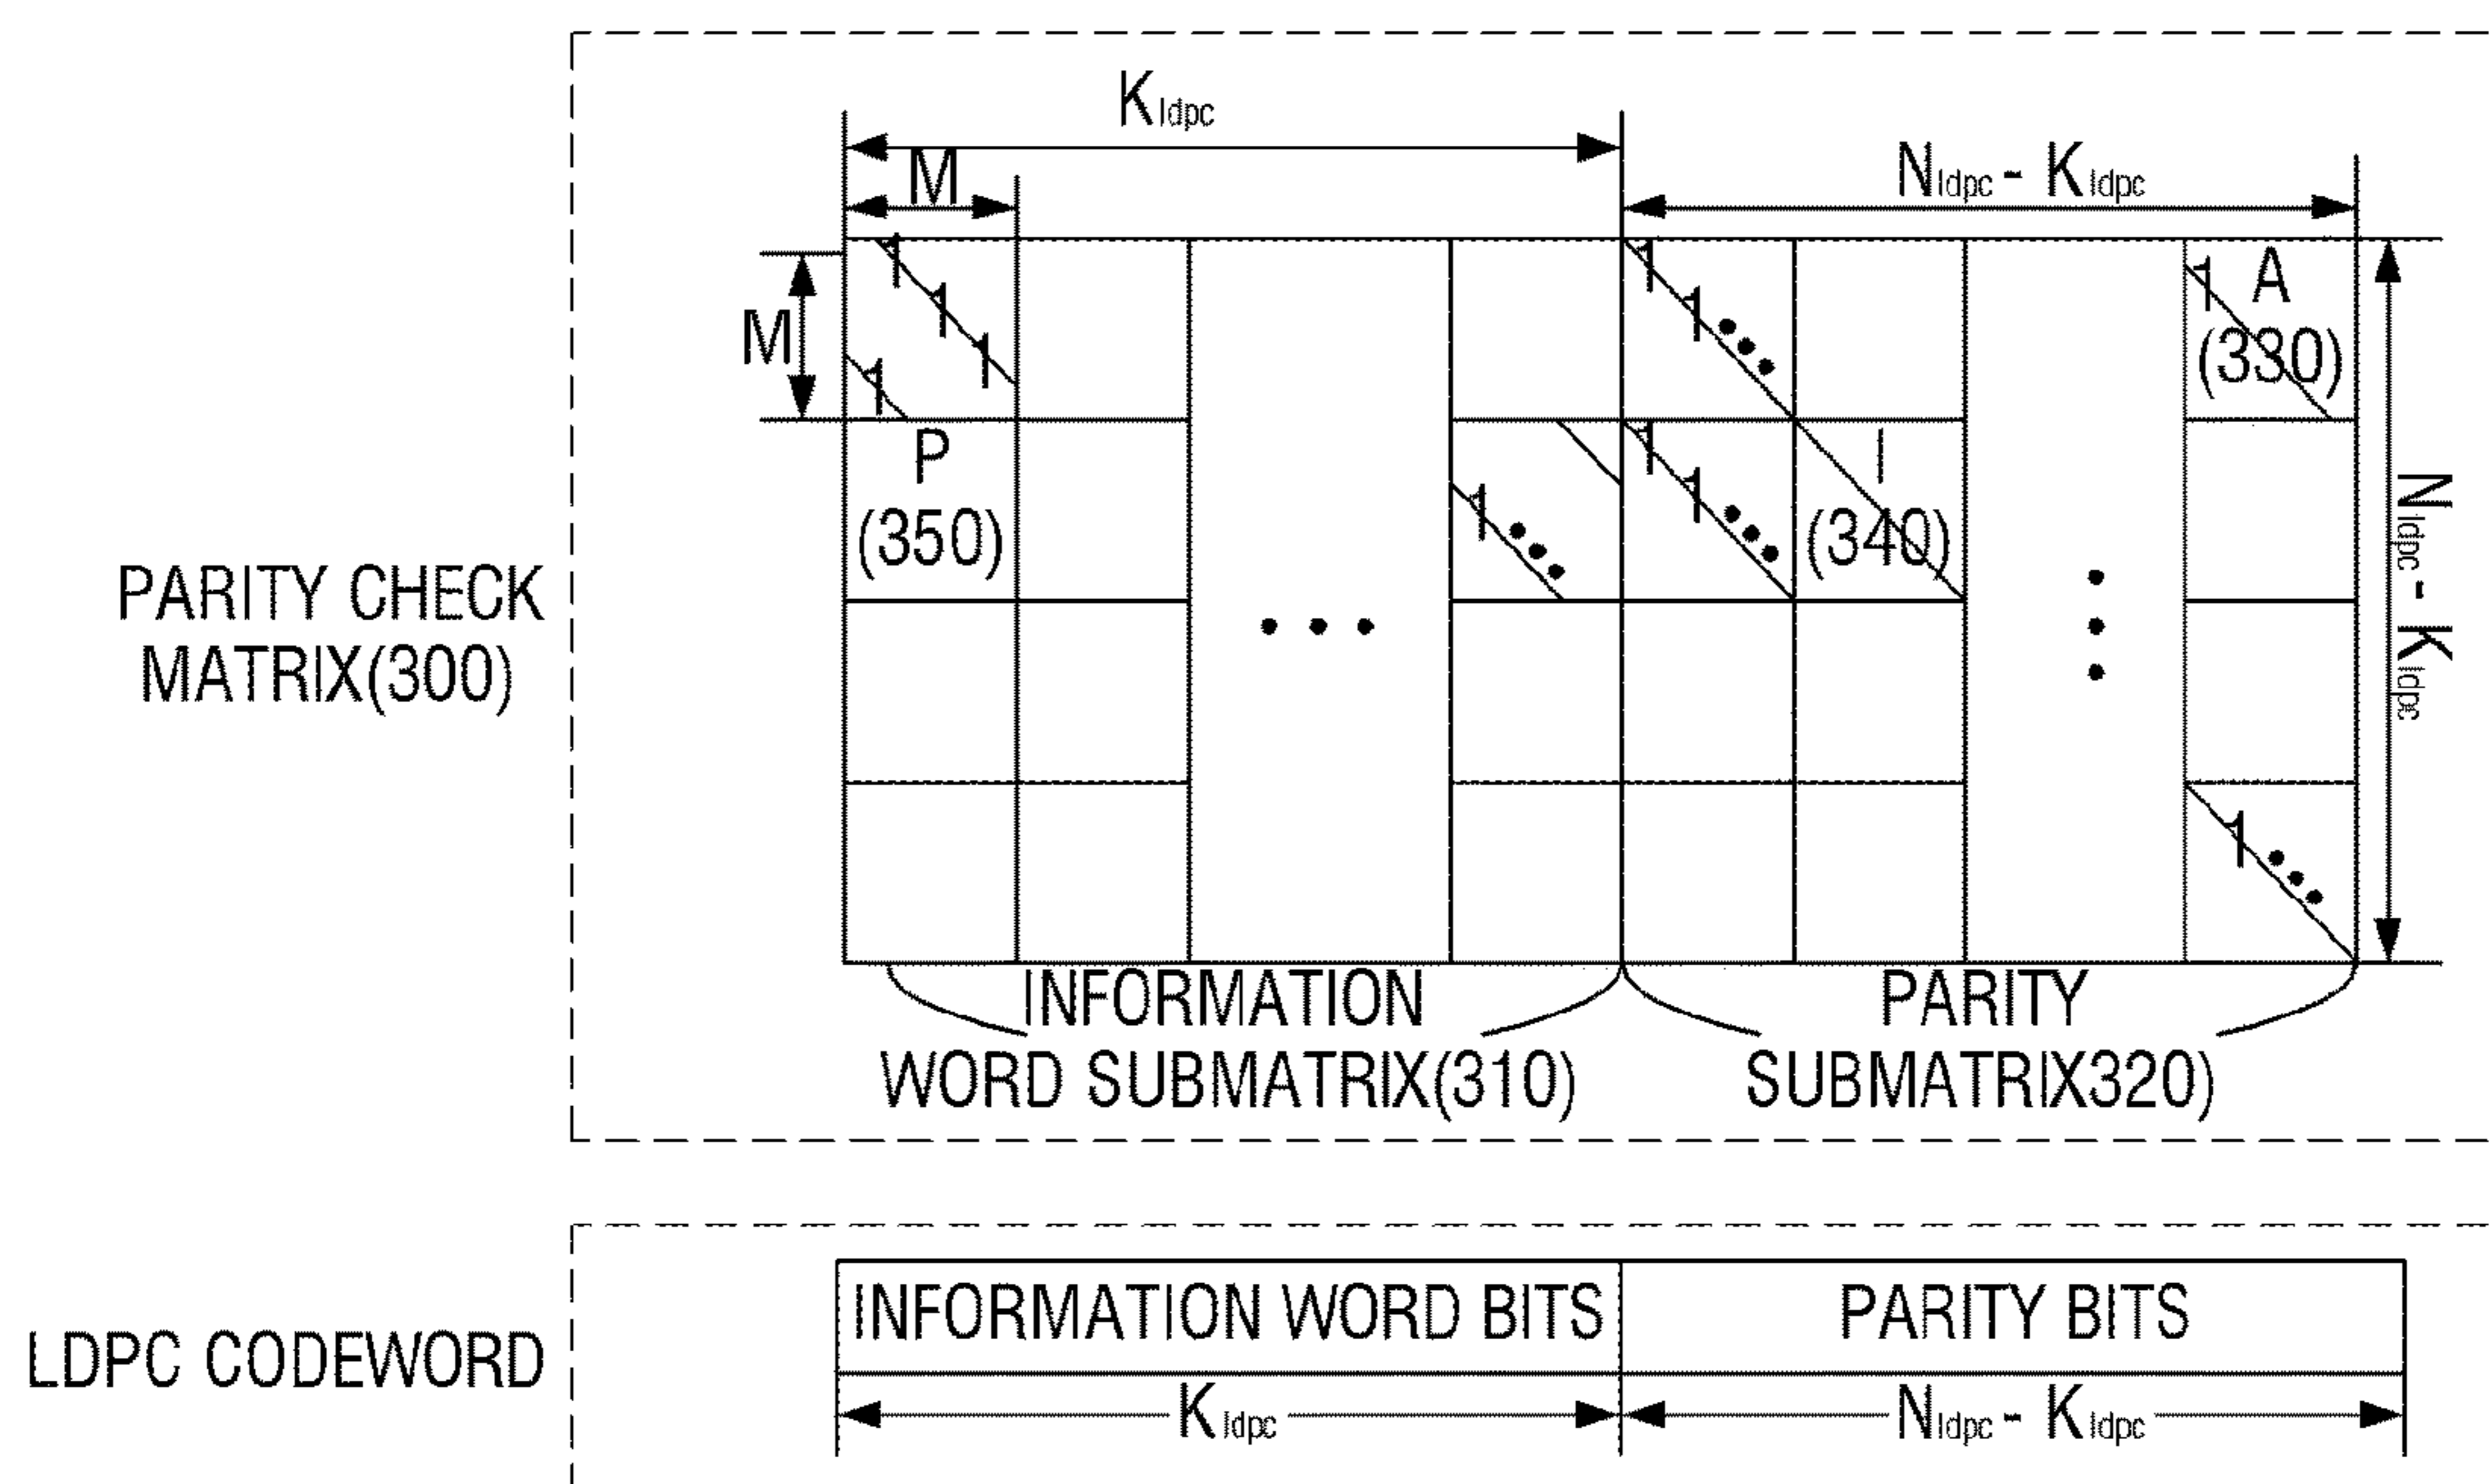 K ldpc
M
N ldpc - K ldpc
1
1
1
1
M
1
1
1
A
(330)
P
(350)
1
1
1
I
(340)
N ldpc - K ldpc
PARITY CHECK
MATRIX(300)
1
INFORMATION
WORD SUBMATRIX(310)
PARITY
SUBMATRIX320)
LDPC CODEWORD
INFORMATION WORD BITS
PARITY BITS
K ldpc
N ldpc - K ldpc